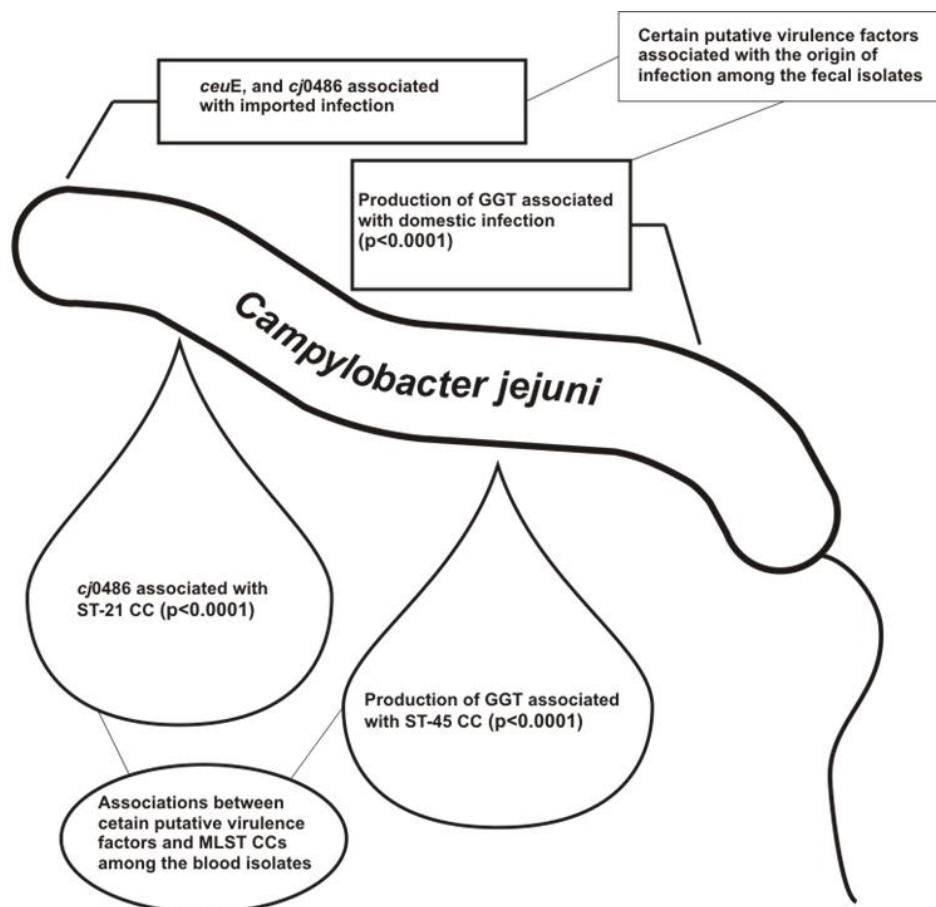 Certain putative virulence factors
associated with the origin of
infection among the fecal isolates
ceuE, and cj0486 associated
with imported infection
Production of GGT associated
with domestic infection
(p<0.0001)
Campylobacter jejuni
cj0486 associated with
ST-21 CC (p<0.0001)
Production of GGT associated
with ST-45 CC (p<0.0001)
Associations between
cetain putative virulence
factors and MLST CCs
among the blood isolates